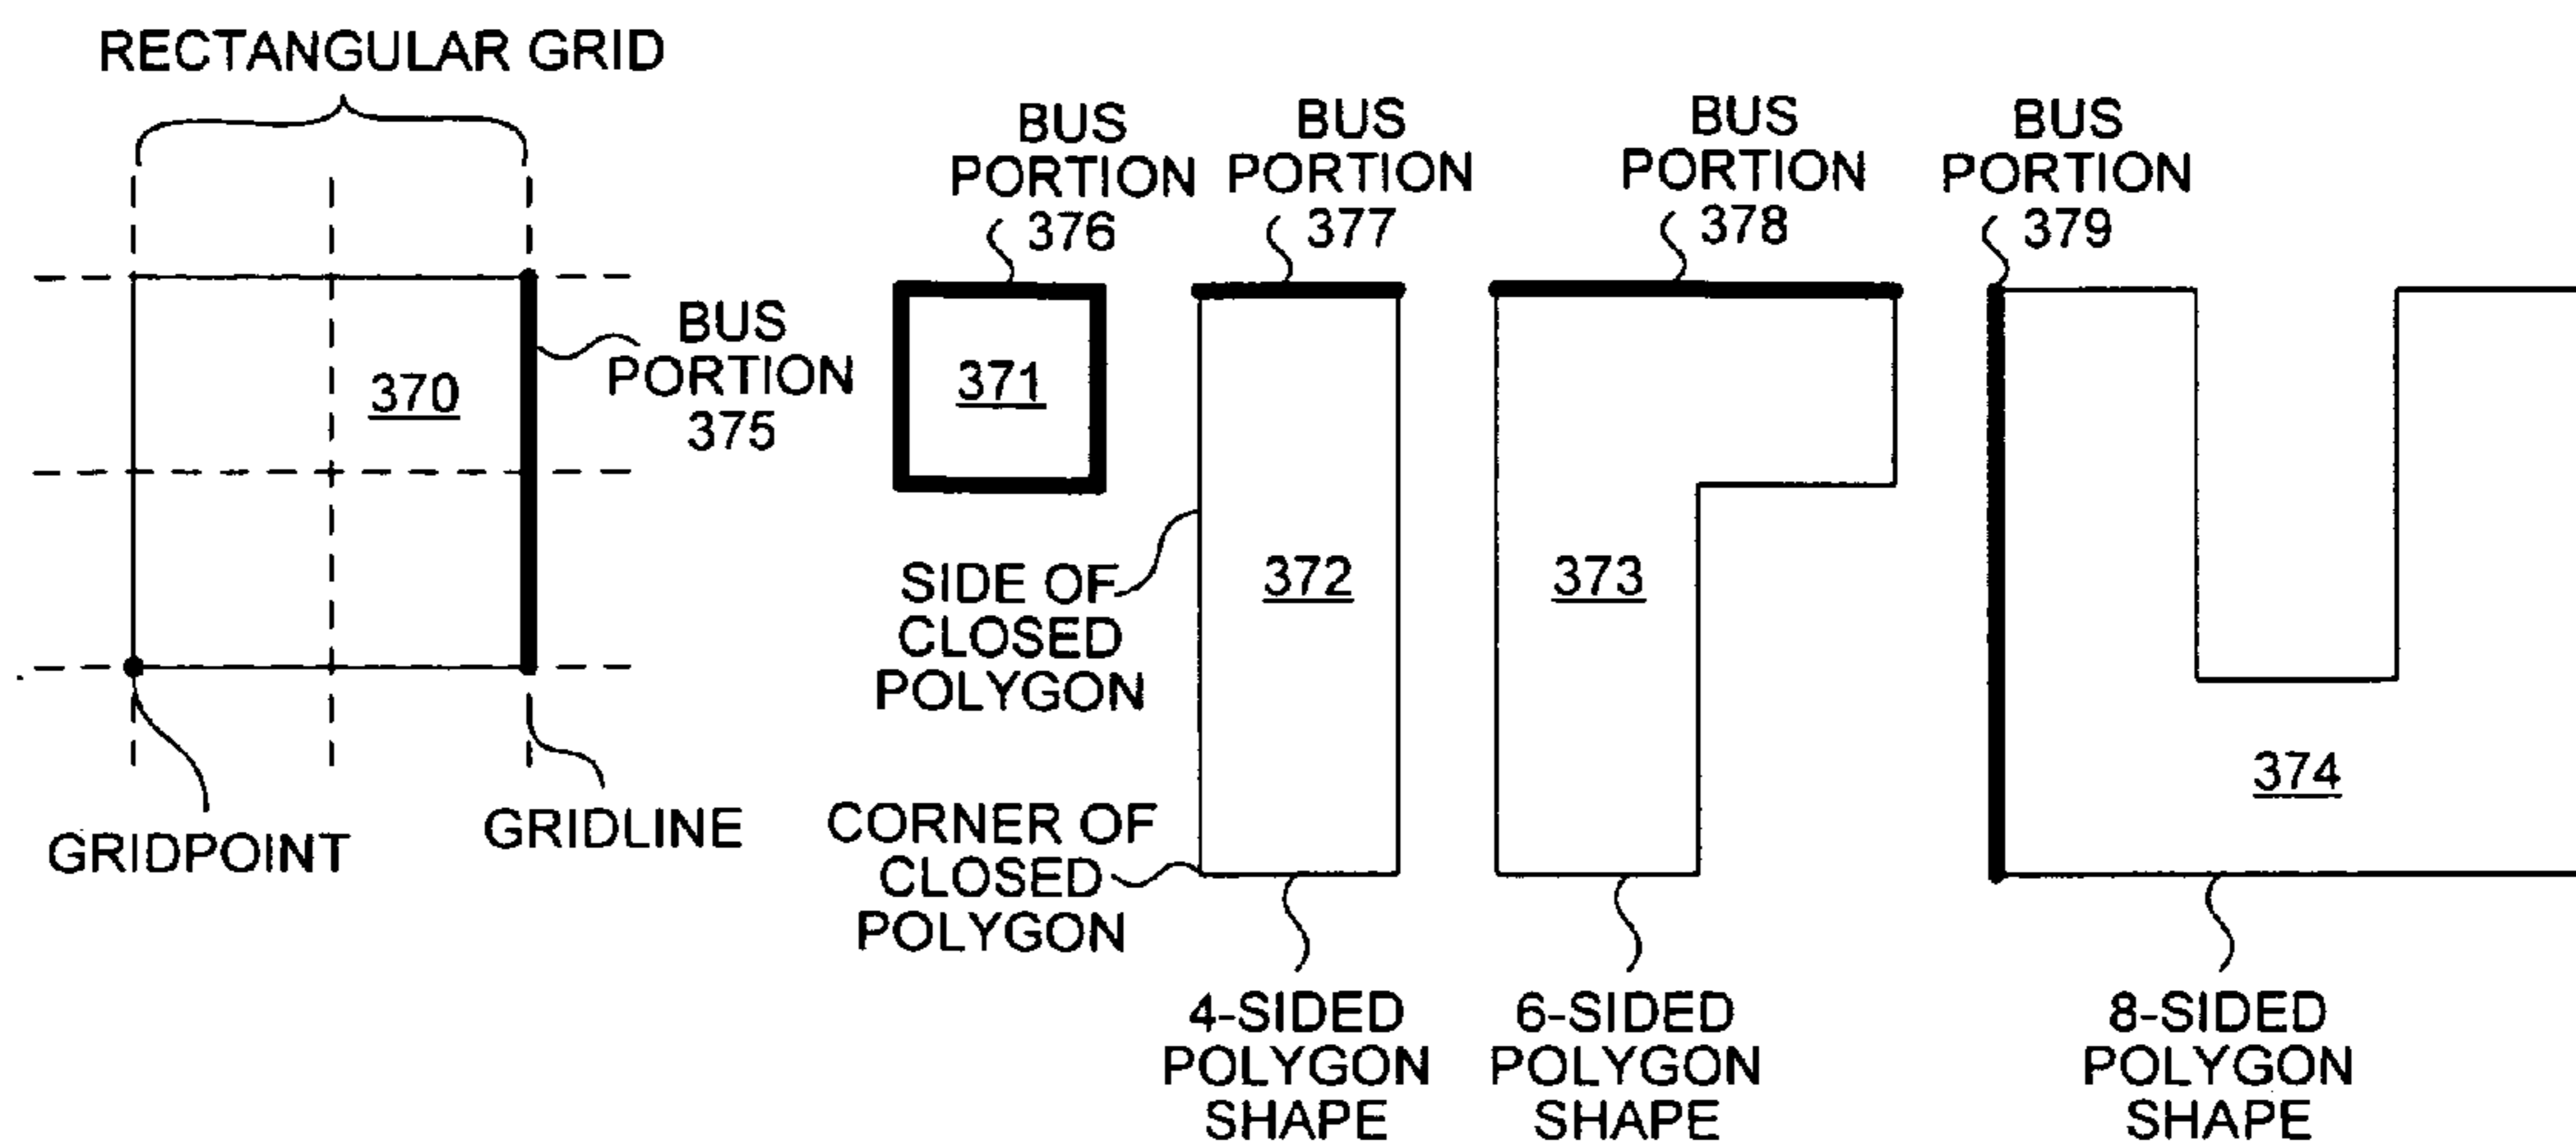 RECTANGULAR GRID
BUS
PORTION
376
BUS
PORTION
377
BUS
PORTION
378
BUS
PORTION
379
BUS
PORTION
375
370
371
372
373
374
SIDE OF
CLOSED
POLYGON
CORNER OF
CLOSED
POLYGON
GRIDPOINT
GRIDLINE
4-SIDED
POLYGON
SHAPE
6-SIDED
POLYGON
SHAPE
8-SIDED
POLYGON
SHAPE